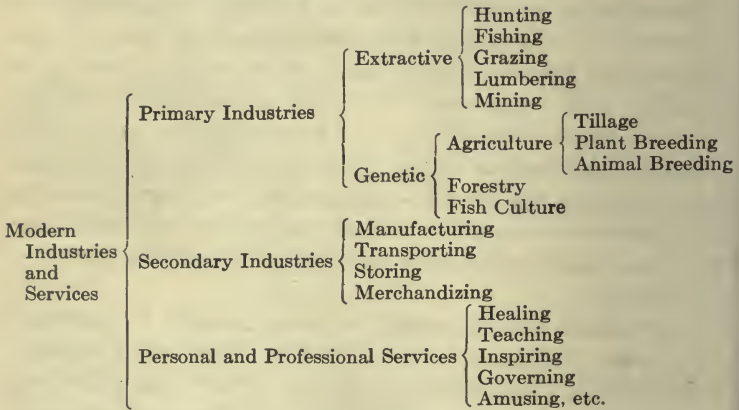 Modern
Industries
and
Services
Primary Industries
Extractive
Hunting
Fishing
Grazing
Lumbering
Mining
Genetic
Agriculture
Tillage
Plant Breeding
Animal Breeding
Forestry
Fish Culture
Secondary Industries
Manufacturing
Transporting
Storing
Merchandizing
Personal and Professional Services
Healing
Teaching
Inspiring
Governing
Amusing, etc.